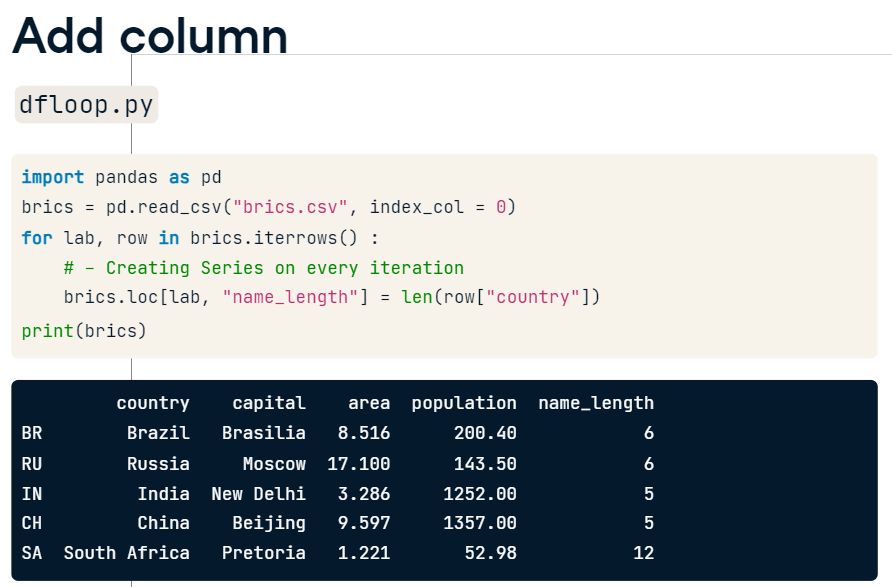 Add column
dfloop.py
import pandas as pd
brics = pd.read_csv("brics.csv", index_col = 0)
for lab, row in brics.iterrows() :
    # - Creating Series on every iteration
    brics.loc[lab, "name_length"] = len(row["country"])
print(brics)
         country    capital    area  population  name_length
BR        Brazil   Brasilia   8.516      200.40            6
RU        Russia     Moscow  17.100      143.50            6
IN         India  New Delhi   3.286     1252.00            5
CH         China    Beijing   9.597     1357.00            5
SA  South Africa   Pretoria   1.221       52.98           12